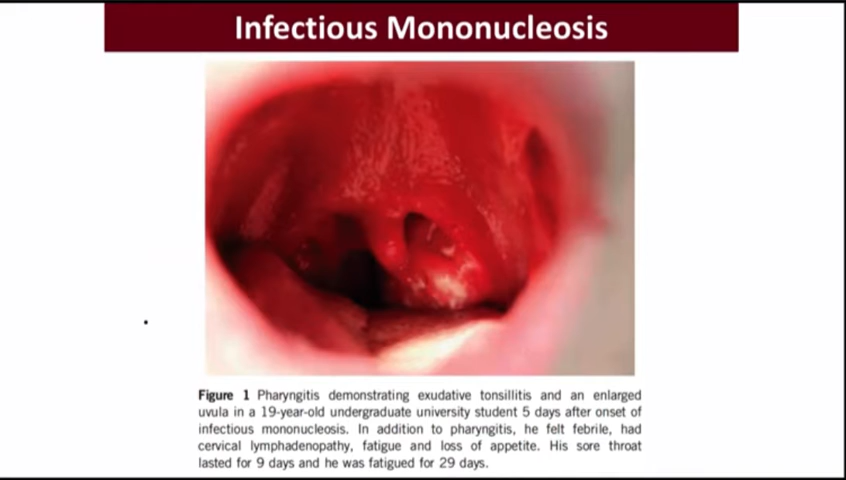 Infectious Mononucleosis
Figure 1 Pharyngitis demonstrating exudative tonsillitis and an enlarged
uvula in a 19-year-old undergraduate university student 5 days after onset of
infectious mononucleosis. In addition to pharyngitis, he felt febrile, had
cervical lymphadenopathy, fatigue and loss of appetite. His sore throat
lasted for 9 days and he was fatigued for 29 days.